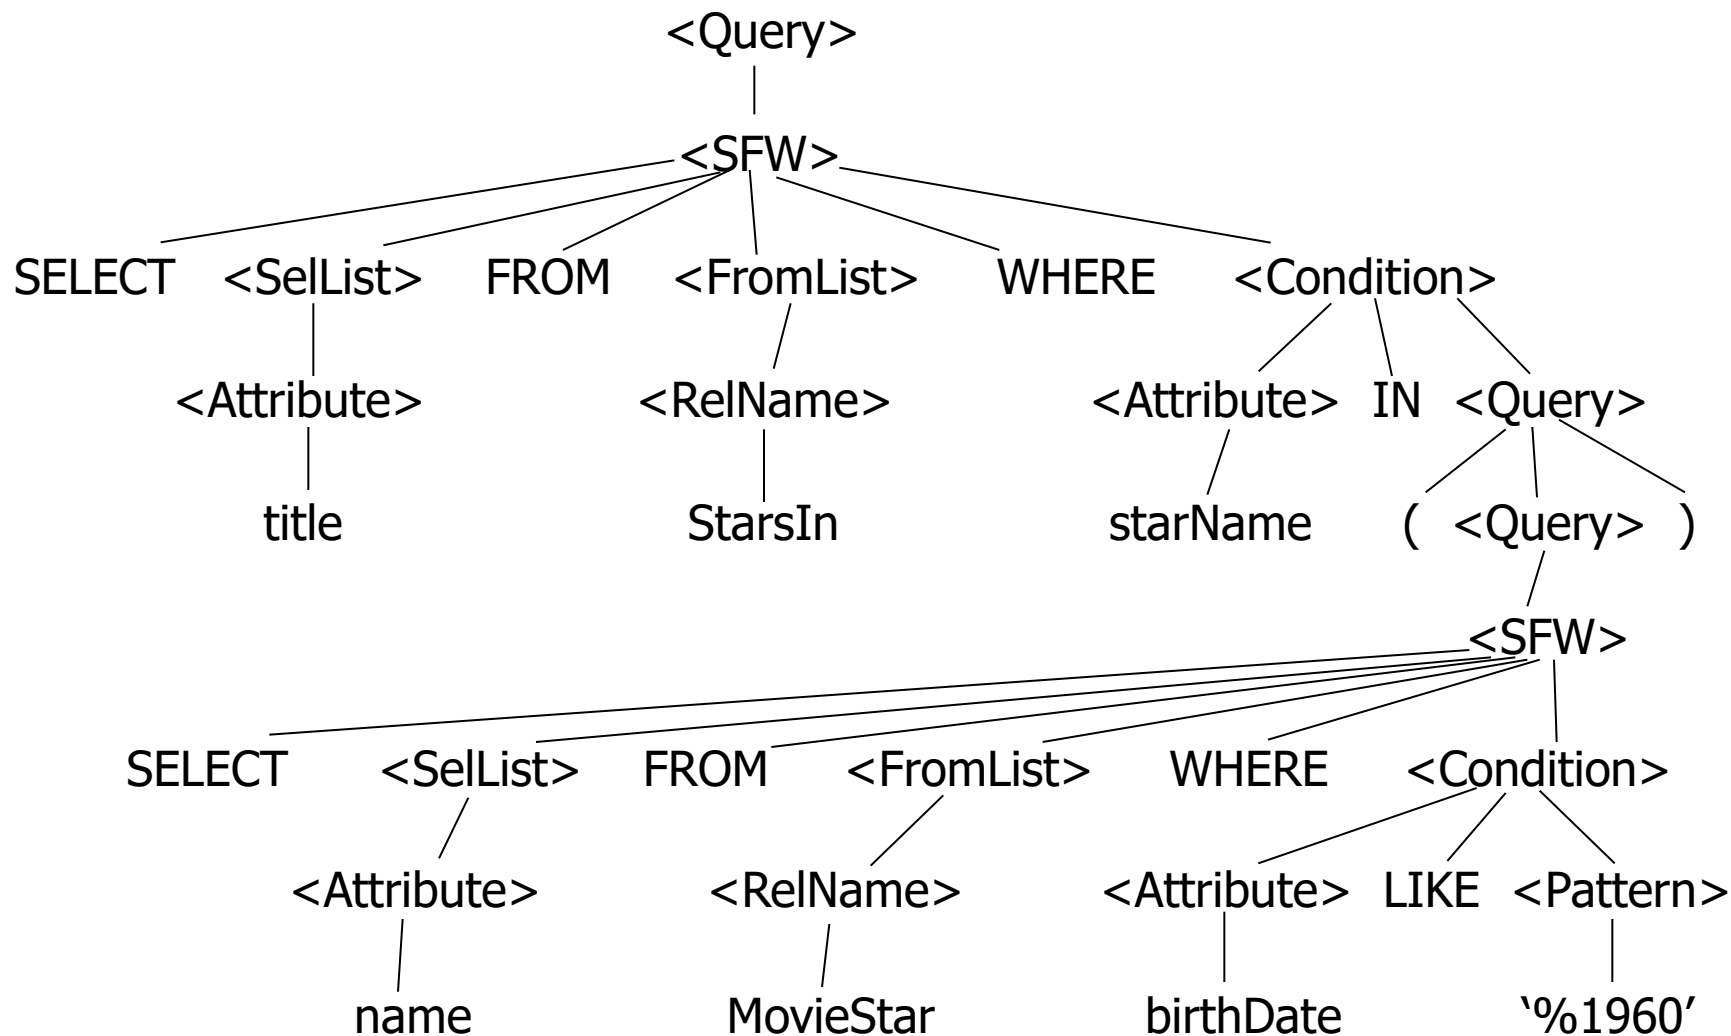 <Query>
<SFW>
SELECT <SelList> FROM <FromList> WHERE <Condition>
<Attribute> <RelName> <Attribute> IN <Query>
title StarsIn starName ( <Query> )
<SFW>
SELECT <SelList> FROM <FromList> WHERE <Condition>
<Attribute> <RelName> <Attribute> LIKE <Pattern>
name MovieStar birthDate ‘%1960’